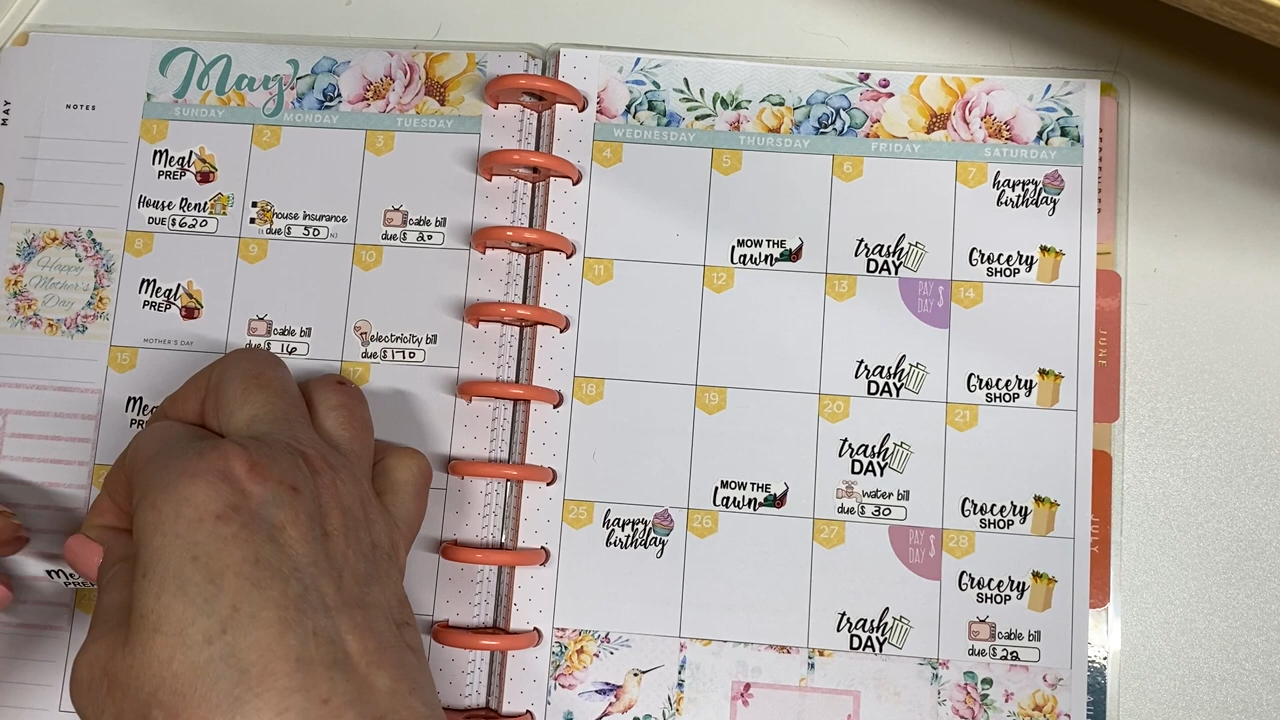 MAY
NOTES
May
SUNDAY MONDAY TUESDAY
WEDNESDAY THURSDAY FRIDAY SATURDAY
1 2 3
Meal
PREP
House Rent
DUE $620
house insurance
due $ 50
cable bill
due $ 20
4 5 6 7
MOW THE
Lawn
trash
DAY
happy
birthday
Grocery
SHOP
Happy
Mother's
Day
8 9 10
Meal
PREP
MOTHER'S DAY
cable bill
due $ 16
electricity bill
due $170
11 12 13 14
PAY
DAY $
trash
DAY
Grocery
SHOP
15 17
18 19 20 21
MOW THE
Lawn
trash
DAY
water bill
due $ 30
Grocery
SHOP
25 26 27 28
happy
birthday
PAY
DAY $
trash
DAY
Grocery
SHOP
cable bill
due $ 22
PREP
JUNE
JULY